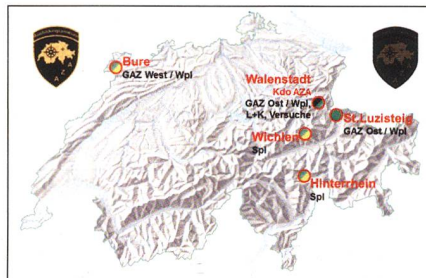 Bure
GAZ West / Wpl
Walenstadt
Kdo AZA
GAZ Ost / Wpl,
L+K, Versuche
St.Luzisteig
GAZ Ost / Wpl
Wichlen
Spl
Hinterrhein
Spl